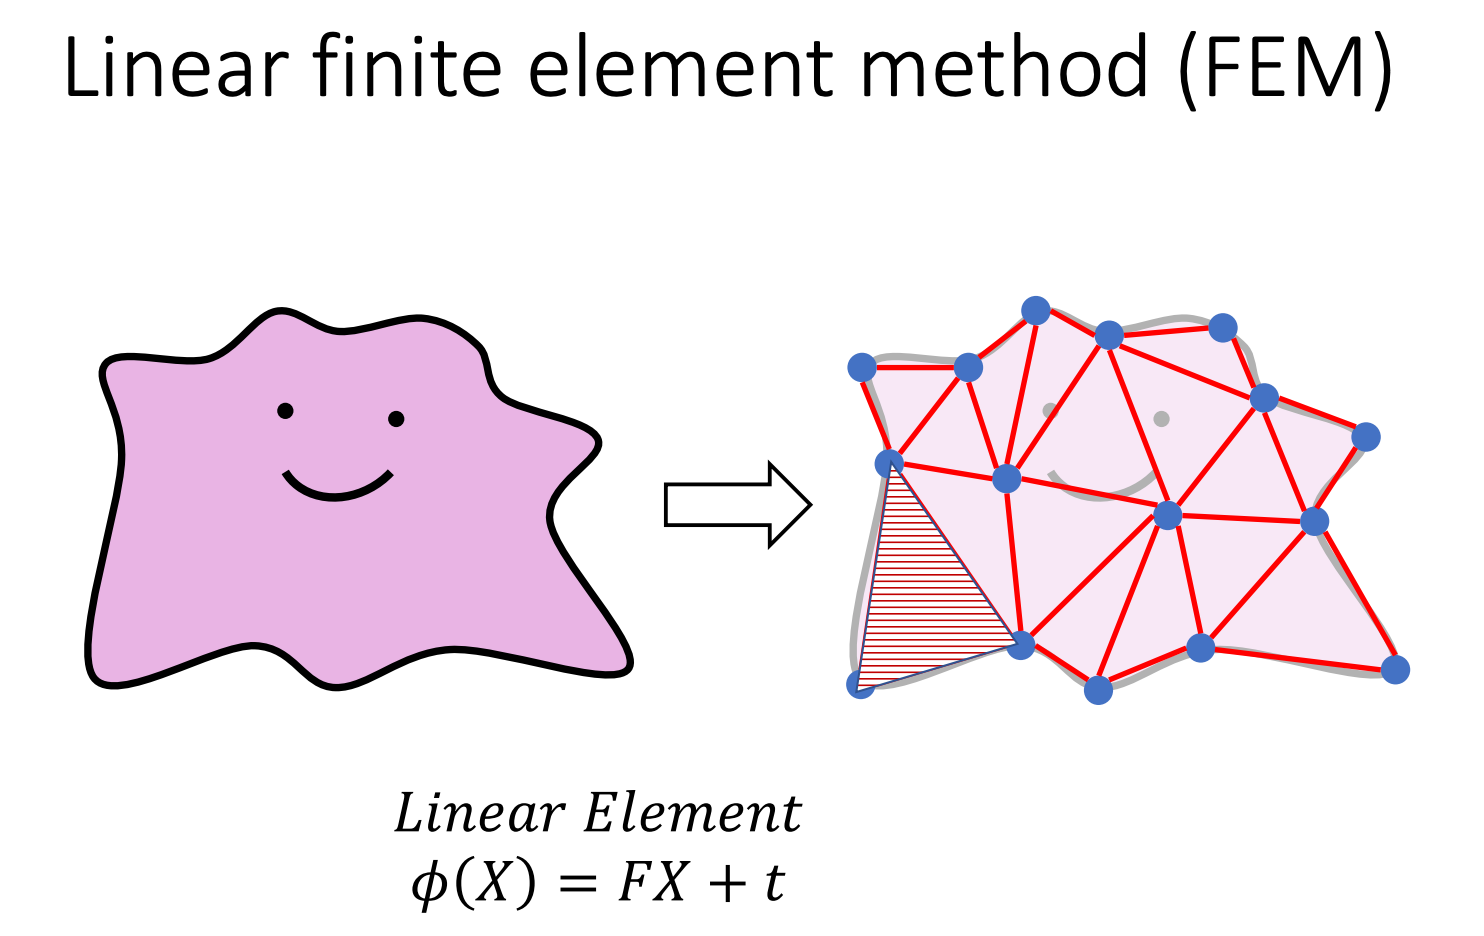 Linear finite element method (FEM)
Linear Element
ϕ(X) = FX + t